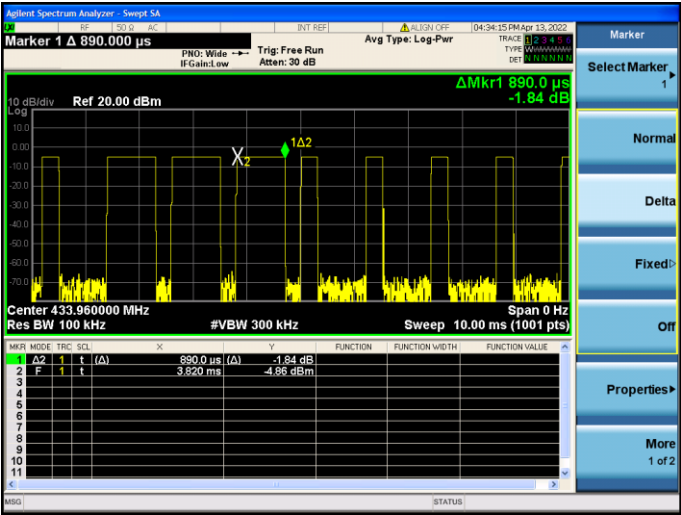 Agilent Spectrum Analyzer - Swept SA
RF 50 Ω AC INT REF ALIGN OFF 04:34:15 PM Apr 13, 2022
Marker 1 Δ 890.000 µs
PNO: Wide
IFGain:Low
Trig: Free Run
Atten: 30 dB
Avg Type: Log-Pwr
TRACE 1 2 3 4 5 6
TYPE
DET N N N N N N
ΔMkr1 890.0 µs
-1.84 dB
10 dB/div Ref 20.00 dBm
Log
10.0
0.00
-10.0
-20.0
-30.0
-40.0
-50.0
-60.0
-70.0
X2
1Δ2
Center 433.960000 MHz Span 0 Hz
Res BW 100 kHz #VBW 300 kHz Sweep 10.00 ms (1001 pts)
MKR MODE TRC SCL X Y FUNCTION FUNCTION WIDTH FUNCTION VALUE
1 Δ2 1 t (Δ) 890.0 µs (Δ) -1.84 dB
2 F 1 t 3.820 ms -4.86 dBm
3
4
5
6
7
8
9
10
11
MSG STATUS
Marker
Select Marker
1
Normal
Delta
Fixed
Off
Properties
More
1 of 2